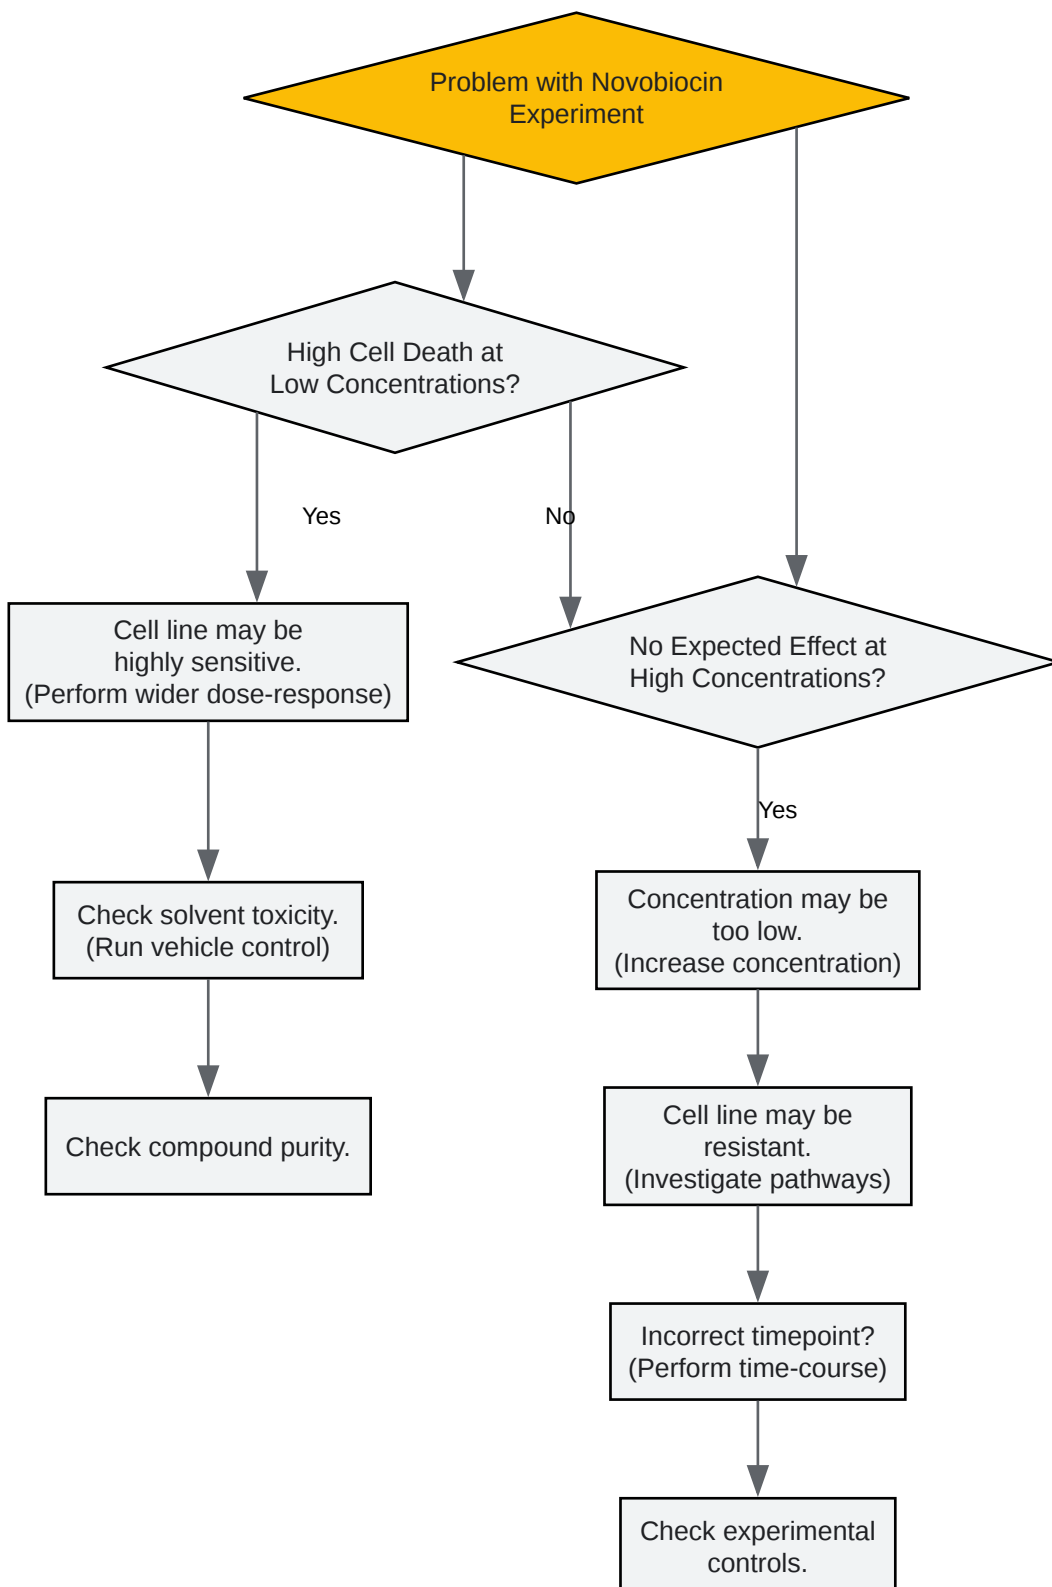 Problem with Novobiocin
Experiment
High Cell Death at
Low Concentrations?
Yes
No
Cell line may be
highly sensitive.
(Perform wider dose-response)
No Expected Effect at
High Concentrations?
Yes
Check solvent toxicity.
(Run vehicle control)
Concentration may be
too low.
(Increase concentration)
Check compound purity.
Cell line may be
resistant.
(Investigate pathways)
Incorrect timepoint?
(Perform time-course)
Check experimental
controls.